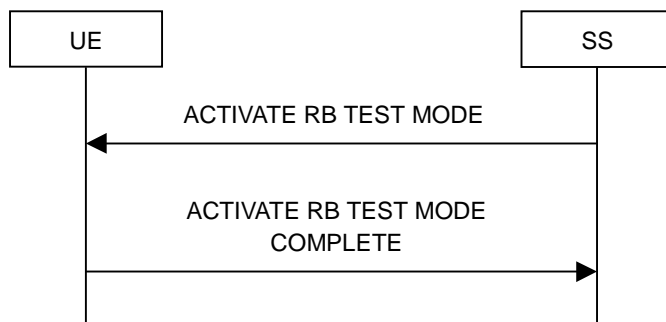 UE
SS
ACTIVATE RB TEST MODE
ACTIVATE RB TEST MODE
COMPLETE